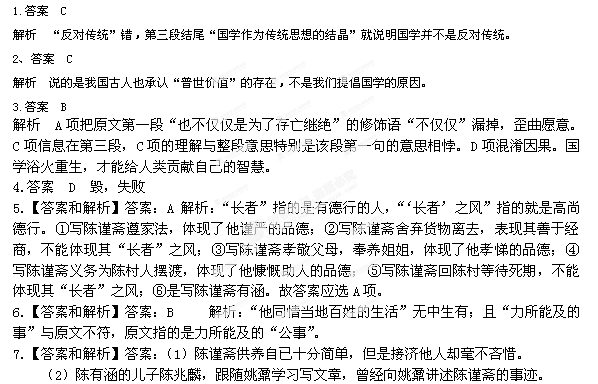 1.答案　C
解析　“反对传统”错，第三段结尾“国学作为传统思想的结晶”就说明国学并不是反对传统。
2、答案　C
解析　说的是我国古人也承认“普世价值”的存在，不是我们提倡国学的原因。
3.答案　B
解析　A项把原文第一段“也不仅仅是为了存亡继绝”的修饰语“不仅仅”漏掉，歪曲愿意。
C项信息在第三段，C项的理解与整段意思特别是该段第一句的意思相悖。D项混淆因果。国
学浴火重生，才能给人类贡献自己的智慧。
4.答案　D　毁，失败
5.【答案和解析】答案：A 解析：“长者”指的是有德行的人，“‘长者’之风”指的就是高尚
德行。①写陈谨斋遵家法，体现了他谨严的品德；②写陈谨斋舍弃货物离去，表现其善于经
商，不能体现其“长者”之风；③写陈谨斋孝敬父母，奉养姐姐，体现了他孝悌的品德；④
写陈谨斋义务为陈村人摆渡，体现了他慷慨助人的品德；⑤写陈谨斋回陈村等待死期，不能
体现其“长者”之风；⑥是写陈谨斋有涵。故答案应选 A项。
6.【答案和解析】答案：B　　解析：“他同情当地百姓的生活”无中生有；且“力所能及的
事”与原文不符，原文指的是力所能及的“公事”。
7.【答案和解析】答案：（1）陈谨斋供养自已十分简单，但是接济他人却毫不吝惜。
（2）陈有涵的儿子陈兆麟，跟随姚鼐学习写文章，曾经向姚鼐讲述陈谨斋的事迹。